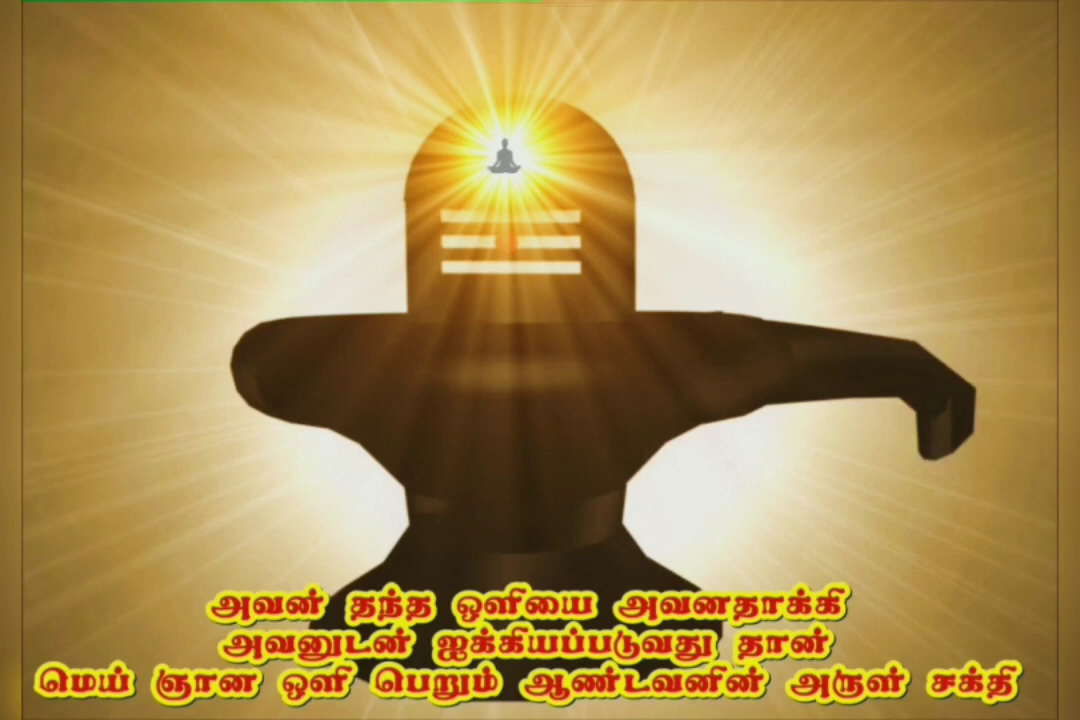 அவன் தந்த ஒளியை அவனதாக்கி
அவனுடன் ஐக்கியப்படுவது தான்
மெய் ஞான ஒளி பெறும் ஆண்டவனின் அருள் சக்தி